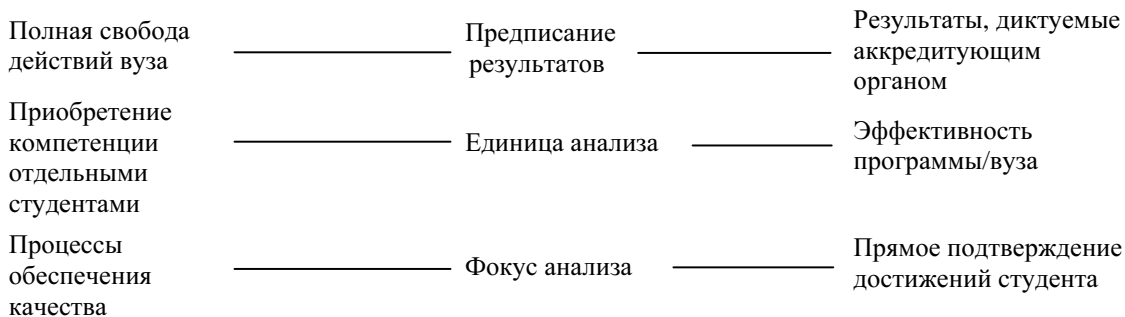 Полная свобода
действий вуза
Предписание
результатов
Результаты, диктуемые
аккредитующим
органом
Приобретение
компетенции
отдельными
студентами
Единица анализа
Эффективность
программы/вуза
Процессы
обеспечения
качества
Фокус анализа
Прямое подтверждение
достижений студента